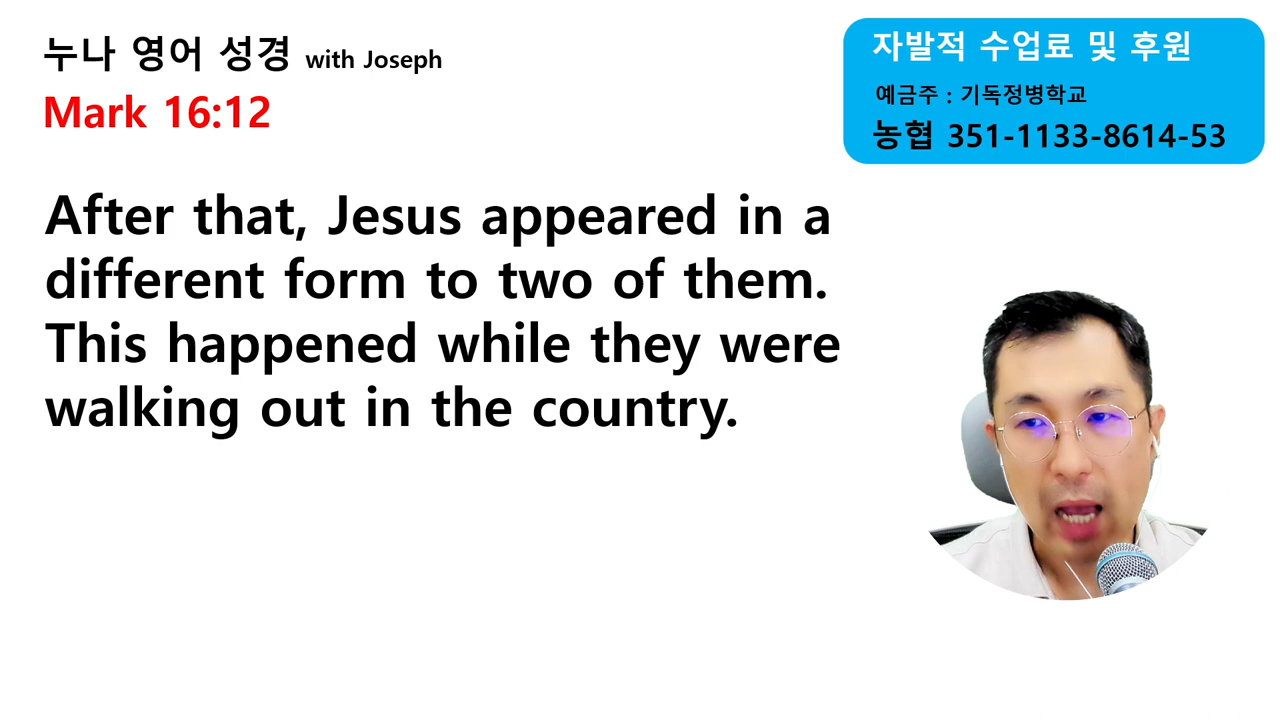 누나 영어 성경 with Joseph
Mark 16:12
자발적 수업료 및 후원
예금주 : 기독정병학교
농협 351-1133-8614-53
After that, Jesus appeared in a
different form to two of them.
This happened while they were
walking out in the country.